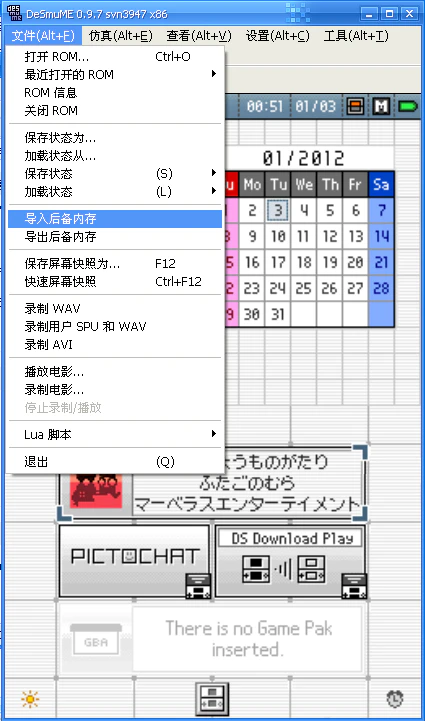 DeSmuME 0.9.7 svn3947 x86
文件(Alt+F) 仿真(Alt+E) 查看(Alt+V) 设置(Alt+C) 工具(Alt+T)
打开 ROM... Ctrl+O
最近打开的 ROM
ROM 信息
关闭 ROM
保存状态为...
加载状态从...
保存状态 (S)
加载状态 (L)
导入后备内存
导出后备内存
保存屏幕快照为... F12
快速屏幕快照 Ctrl+F12
录制 WAV
录制用户 SPU 和 WAV
录制 AVI
播放电影...
录制电影...
停止录制/播放
Lua 脚本
退出 (Q)
00:51 01/03 M
01/2012
u Mo Tu We Th Fr Sa
2 3 4 5 6 7
9 10 11 12 13 14
5 16 17 18 19 20 21
2 23 24 25 26 27 28
9 30 31
ようものがたり
ふたごのむら
マーベラスエンターテイメント
PICTOCHAT
DS Download Play
GBA
There is no Game Pak
inserted.